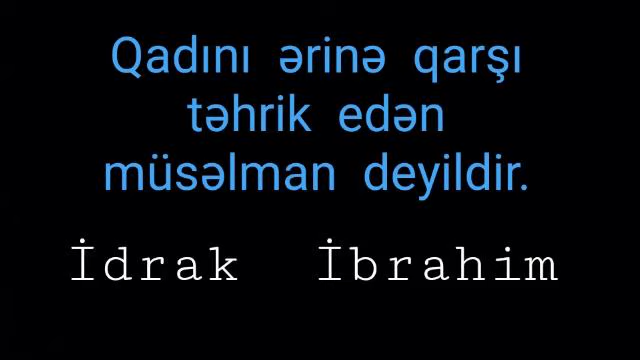 Qadını ərinə qarşı
təhrik edən
müsəlman deyildir.
İdrak İbrahim